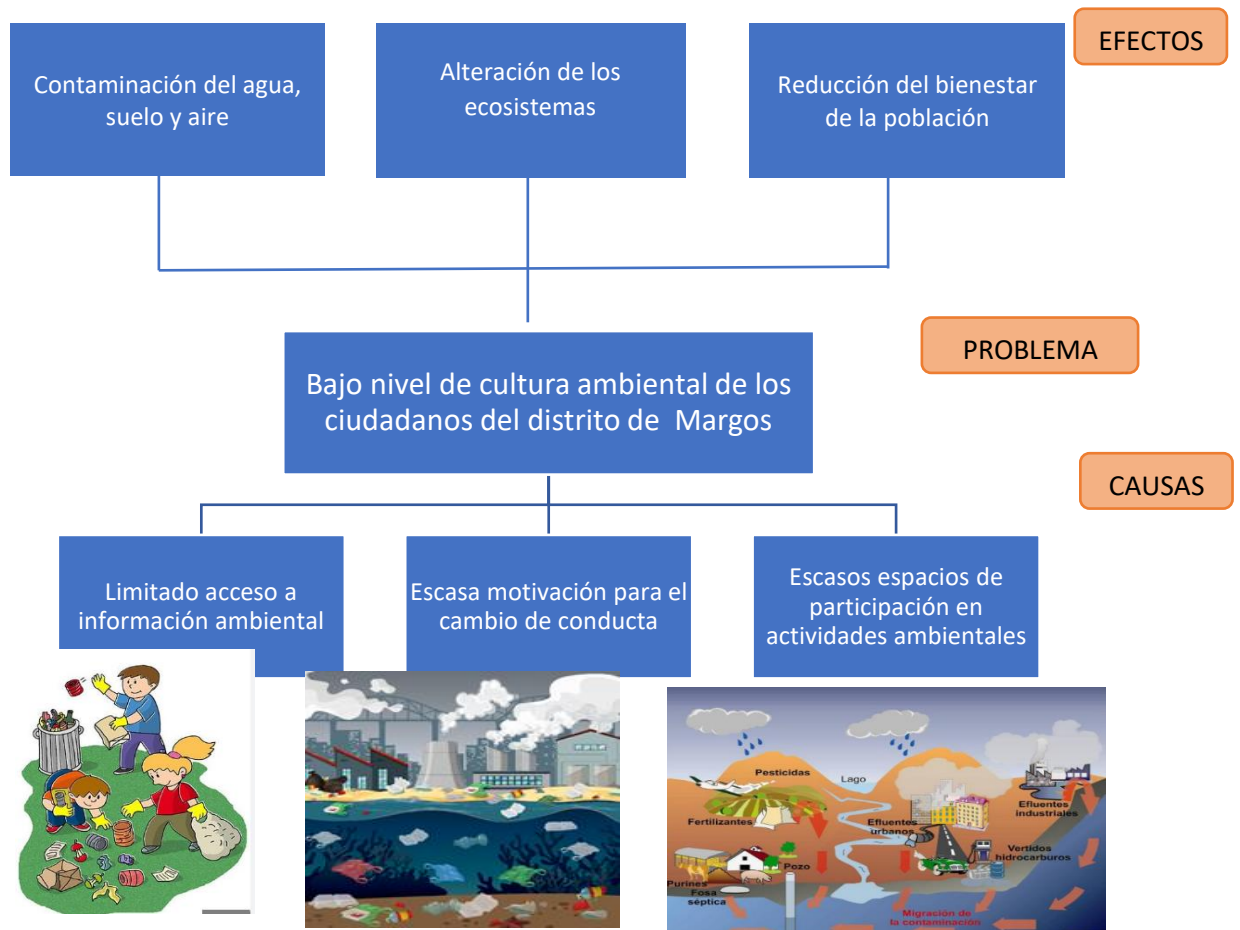 EFECTOS
Contaminación del agua,
suelo y aire
Alteración de los
ecosistemas
Reducción del bienestar
de la población
PROBLEMA
Bajo nivel de cultura ambiental de los
ciudadanos del distrito de Margos
CAUSAS
Limitado acceso a
información ambiental
Escasa motivación para el
cambio de conducta
Escasos espacios de
participación en
actividades ambientales
Pesticidas
Lago
Fertilizantes
Efluentes
urbanos
Efluentes
industriales
Vertidos
hidrocarburos
Purines
Fosa
séptica
Pozo
Migración de
la contaminación